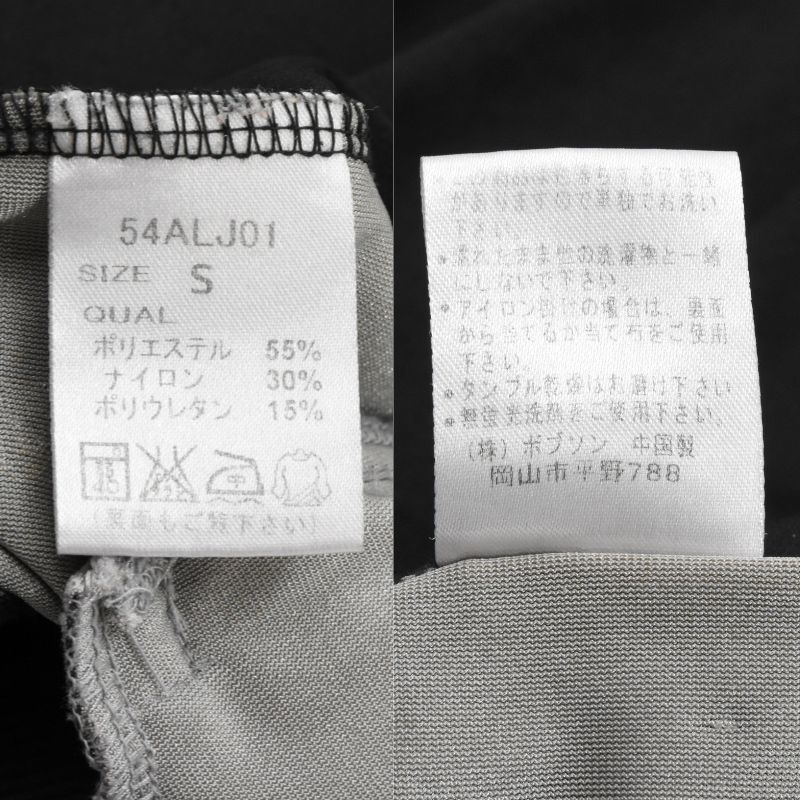 54ALJ01
SIZE S
QUAL
ポリエステル 55%
ナイロン 30%
ポリウレタン 15%
(裏面もご覧下さい)
がありますので単独でお洗い
下さい。
•濡れたまま他の洗濯物と一緒
にしないで下さい。
•アイロン掛けの場合は、裏面
から当てるか当て布をご使用
下さい。
•タンブル乾燥はお避け下さい
•無蛍光洗剤をご使用下さい。
(株) ボブソン 中国製
岡山市平野788